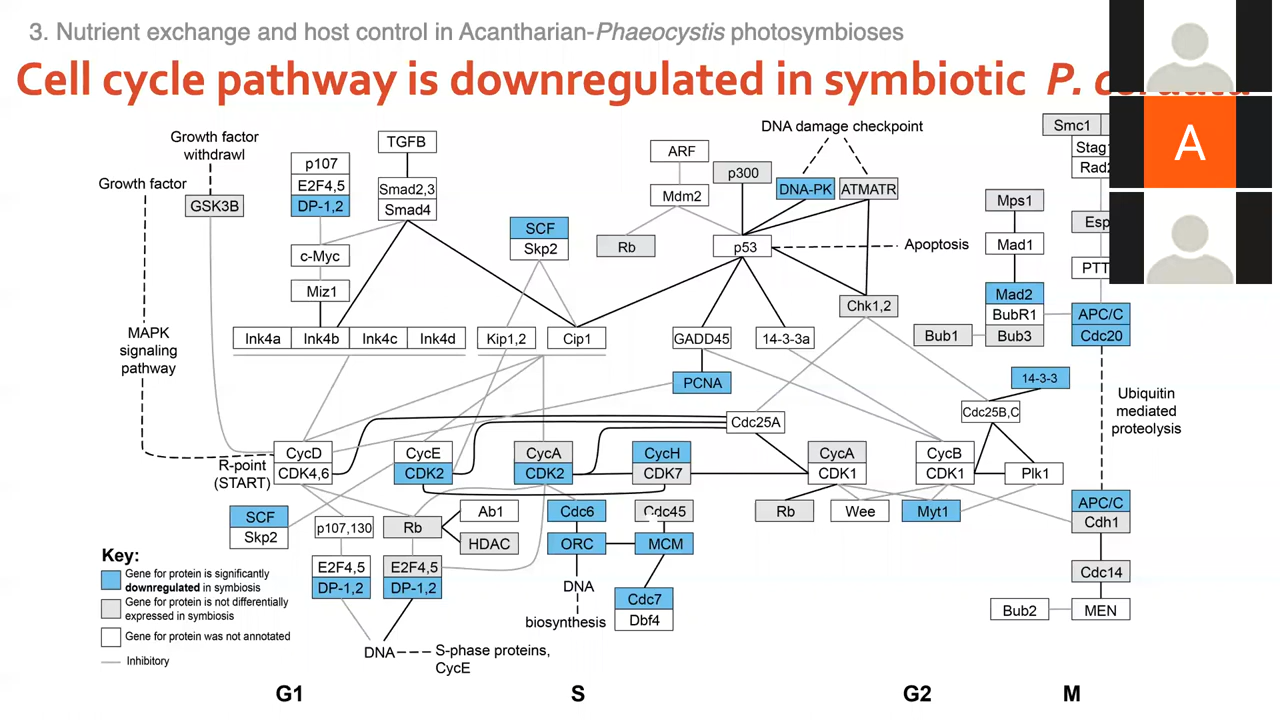 3. Nutrient exchange and host control in Acantharian-Phaeocystis photosymbioses
Cell cycle pathway is downregulated in symbiotic P.
A
DNA damage checkpoint
Growth factor
withdrawl
TGFB
ARF
Smc1
Stag1
p107
E2F4,5
DP-1,2
p300
Growth factor
Smad2,3
Smad4
Mdm2
DNA-PK
ATMATR
GSK3B
Mps1
SCF
Skp2
Rb
p53
Apoptosis
Mad1
c-Myc
PTT
Miz1
Chk1,2
Mad2
BubR1
Bub3
Bub1
APC/C
Cdc20
MAPK
signaling
pathway
Ink4a
Ink4b
Ink4c
Ink4d
Kip1,2
Cip1
GADD45
14-3-3a
PCNA
14-3-3
Ubiquitin
mediated
proteolysis
Cdc25B,C
Cdc25A
R-point
(START)
CycD
CDK4,6
CycE
CDK2
CycA
CDK2
CycH
CDK7
CycA
CDK1
CycB
CDK1
Plk1
SCF
Skp2
p107,130
Rb
Ab1
HDAC
Cdc6
Cdc45
ORC
MCM
Rb
Wee
Myt1
APC/C
Cdh1
E2F4,5
DP-1,2
E2F4,5
DP-1,2
DNA
biosynthesis
Cdc7
Dbf4
Cdc14
Bub2
MEN
Key:
Gene for protein is significantly
downregulated in symbiosis
Gene for protein is not differentially
expressed in symbiosis
Gene for protein was not annotated
Inhibitory
DNA
S-phase proteins,
CycE
G1
S
G2
M